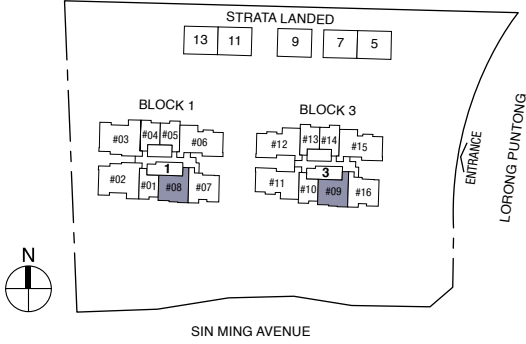 STRATA LANDED
13 11 9 7 5
BLOCK 1
BLOCK 3
#03 #04 #05 #06
#12 #13 #14 #15
1
3
#02 #01 #08 #07
#11 #10 #09 #16
ENTRANCE
LORONG PUNTONG
N
SIN MING AVENUE